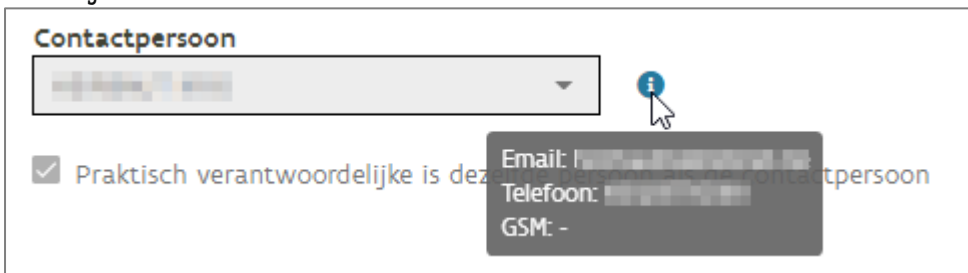 Contactpersoon
Praktisch verantwoordelijke is dezelfde persoon als de contactpersoon
Email:
Telefoon:
GSM: -